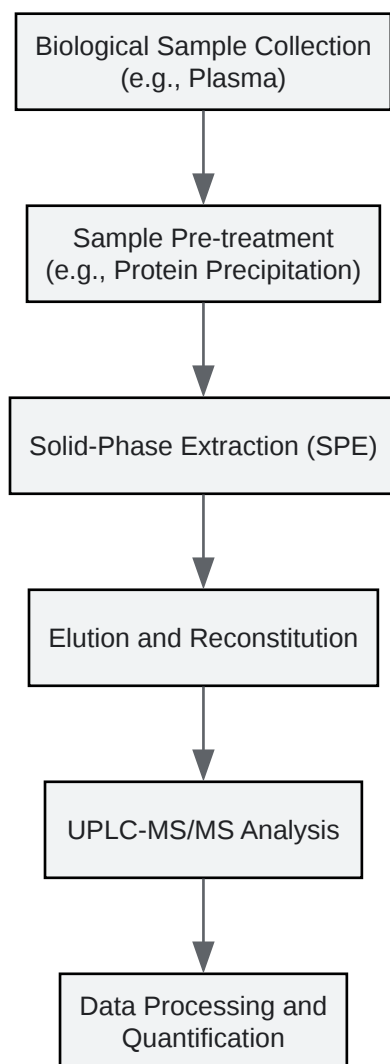 Biological Sample Collection
(e.g., Plasma)
Sample Pre-treatment
(e.g., Protein Precipitation)
Solid-Phase Extraction (SPE)
Elution and Reconstitution
UPLC-MS/MS Analysis
Data Processing and
Quantification